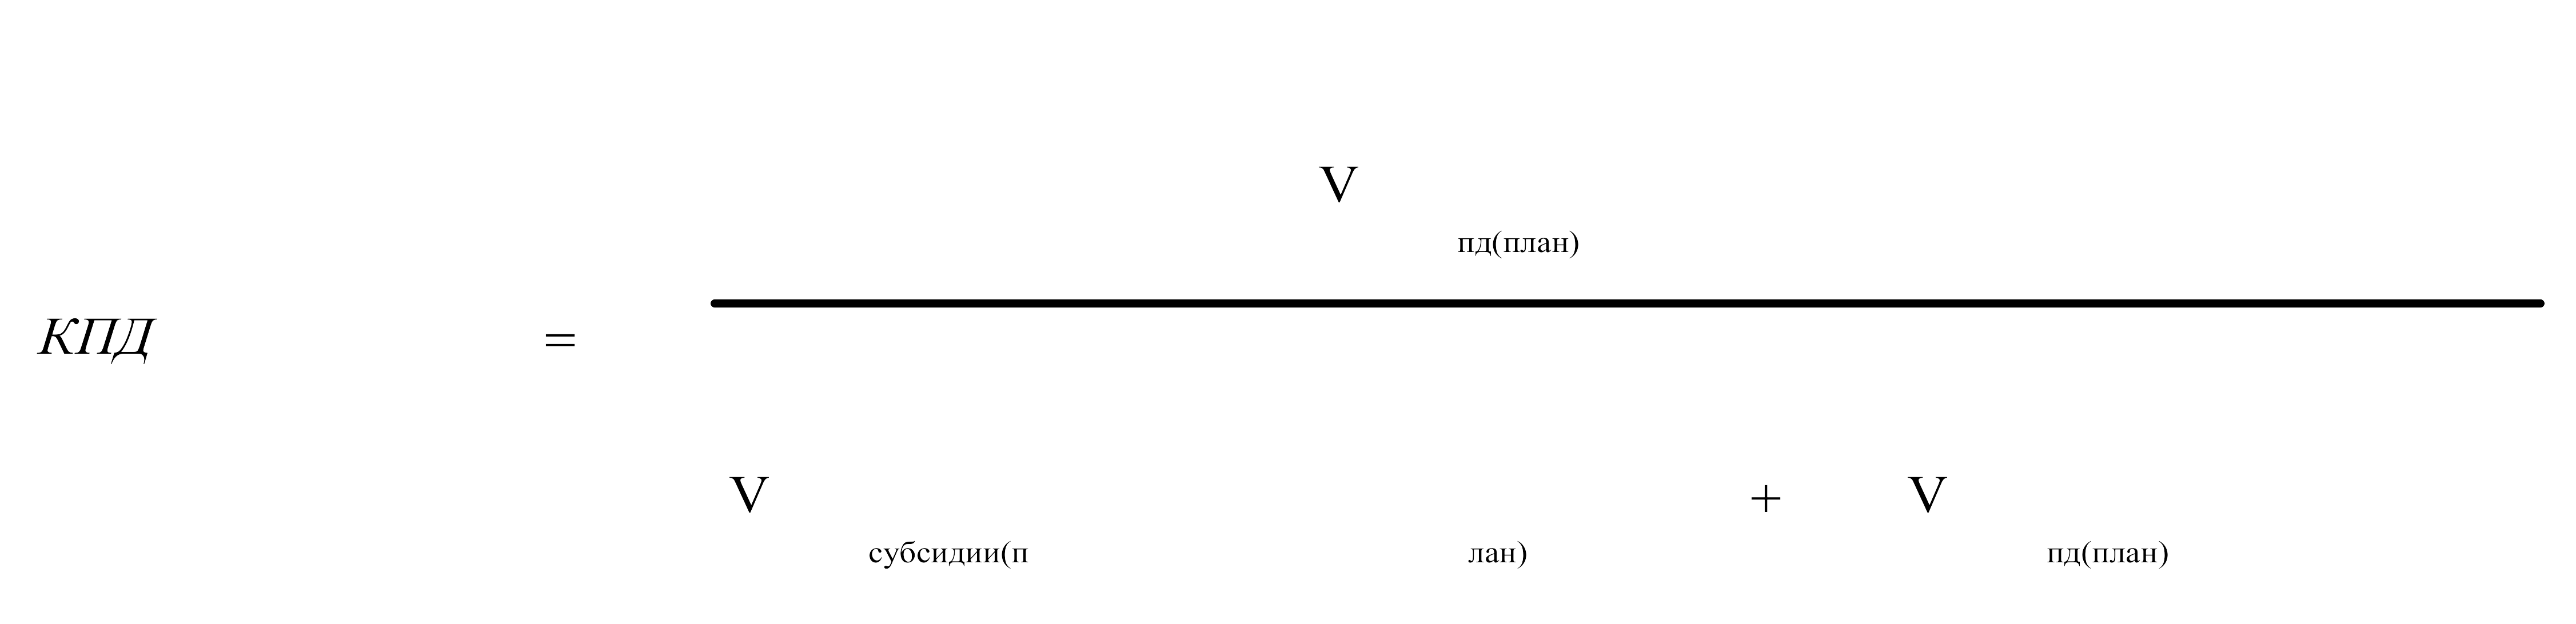 V
пд(план)
КПД =
V + V
субсидии(п лан) пд(план)